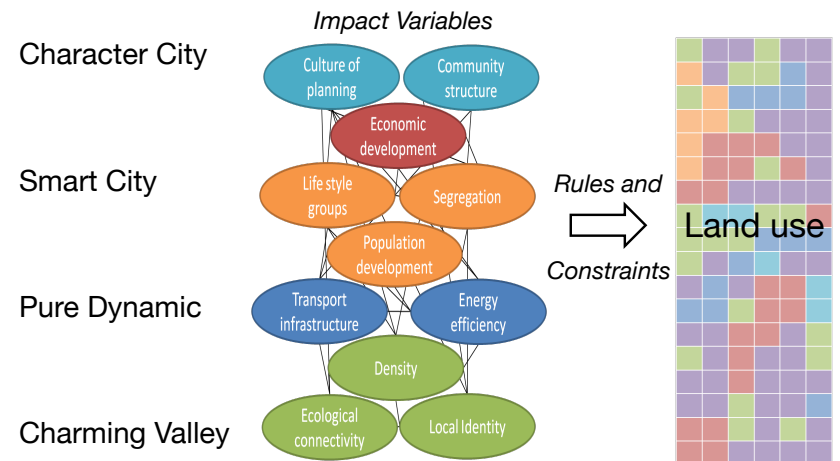 Impact Variables
Character City
Culture of
planning
Community
structure
Economic
development
Smart City
Life style
groups
Segregation
Rules and
Constraints
Land use
Population
development
Pure Dynamic
Transport
infrastructure
Energy
efficiency
Density
Charming Valley
Ecological
connectivity
Local Identity